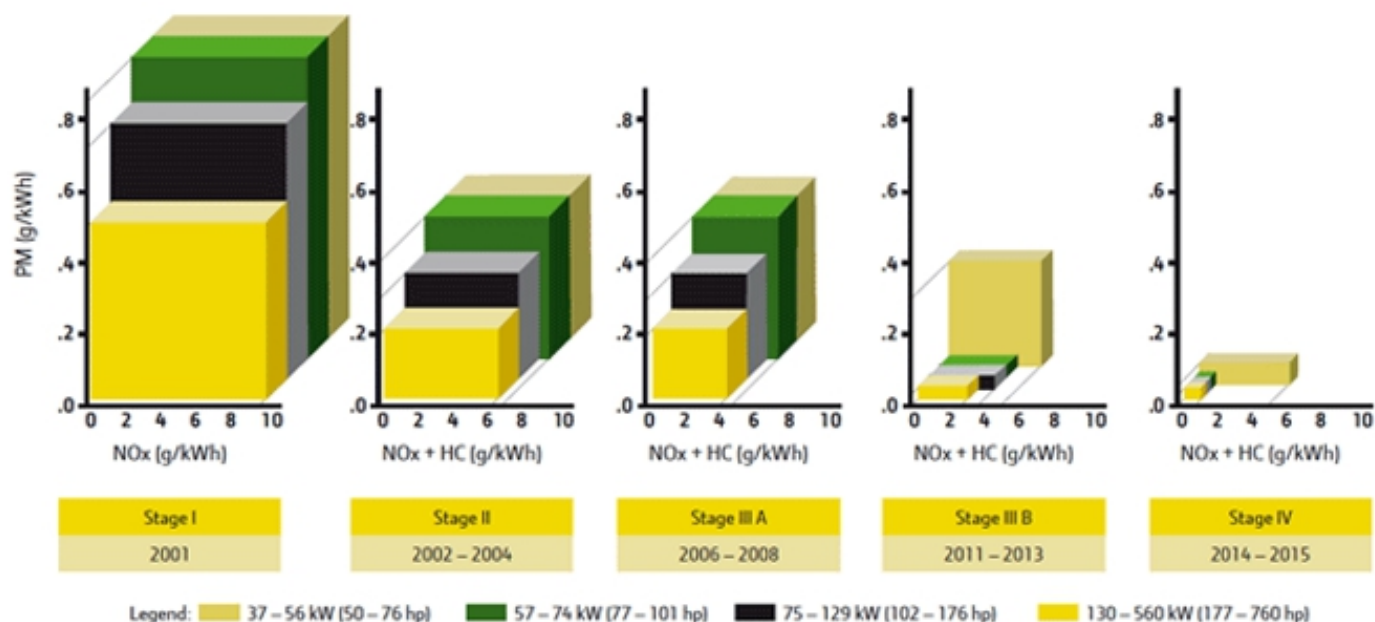 PM (g/kWh)
.8 .8 .8 .8 .8
.6 .6 .6 .6 .6
.4 .4 .4 .4 .4
.2 .2 .2 .2 .2
.0 .0 .0 .0 .0
0 2 4 6 8 10 0 2 4 6 8 10 0 2 4 6 8 10 0 2 4 6 8 10 0 2 4 6 8 10
NOx (g/kWh) NOx + HC (g/kWh) NOx + HC (g/kWh) NOx + HC (g/kWh) NOx + HC (g/kWh)
Stage I Stage II Stage III A Stage III B Stage IV
2001 2002 – 2004 2006 – 2008 2011 – 2013 2014 – 2015
Legend: 37 – 56 kW (50 – 76 hp) 57 – 74 kW (77 – 101 hp) 75 – 129 kW (102 – 176 hp) 130 – 560 kW (177 – 760 hp)